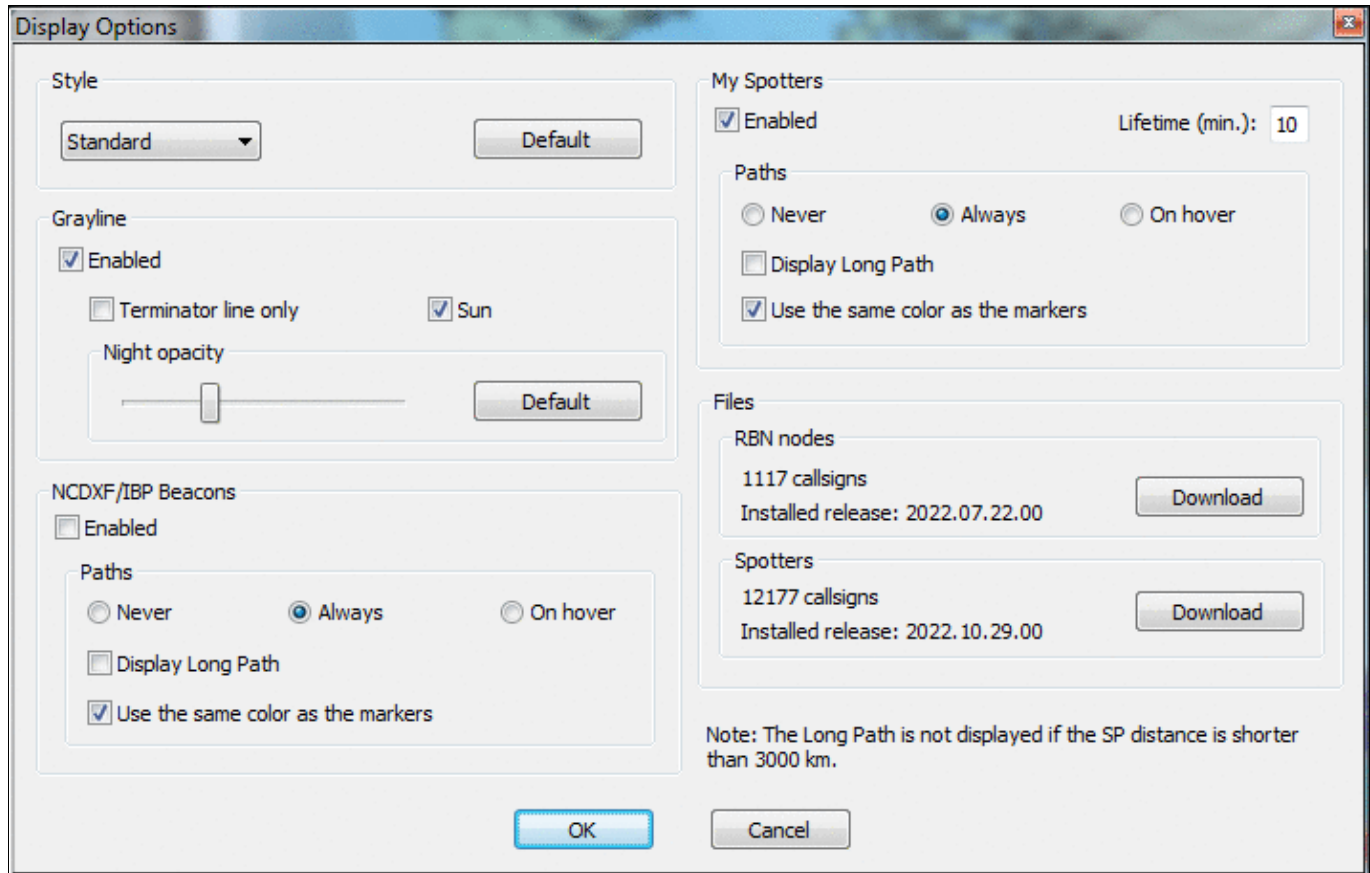 Display Options
Style
Standard
Default
Grayline
Enabled
Terminator line only
Sun
Night opacity
Default
NCDXF/IBP Beacons
Enabled
Paths
Never
Always
On hover
Display Long Path
Use the same color as the markers
My Spotters
Enabled
Lifetime (min.): 10
Paths
Never
Always
On hover
Display Long Path
Use the same color as the markers
Files
RBN nodes
1117 callsigns
Installed release: 2022.07.22.00
Download
Spotters
12177 callsigns
Installed release: 2022.10.29.00
Download
Note: The Long Path is not displayed if the SP distance is shorter
than 3000 km.
OK
Cancel